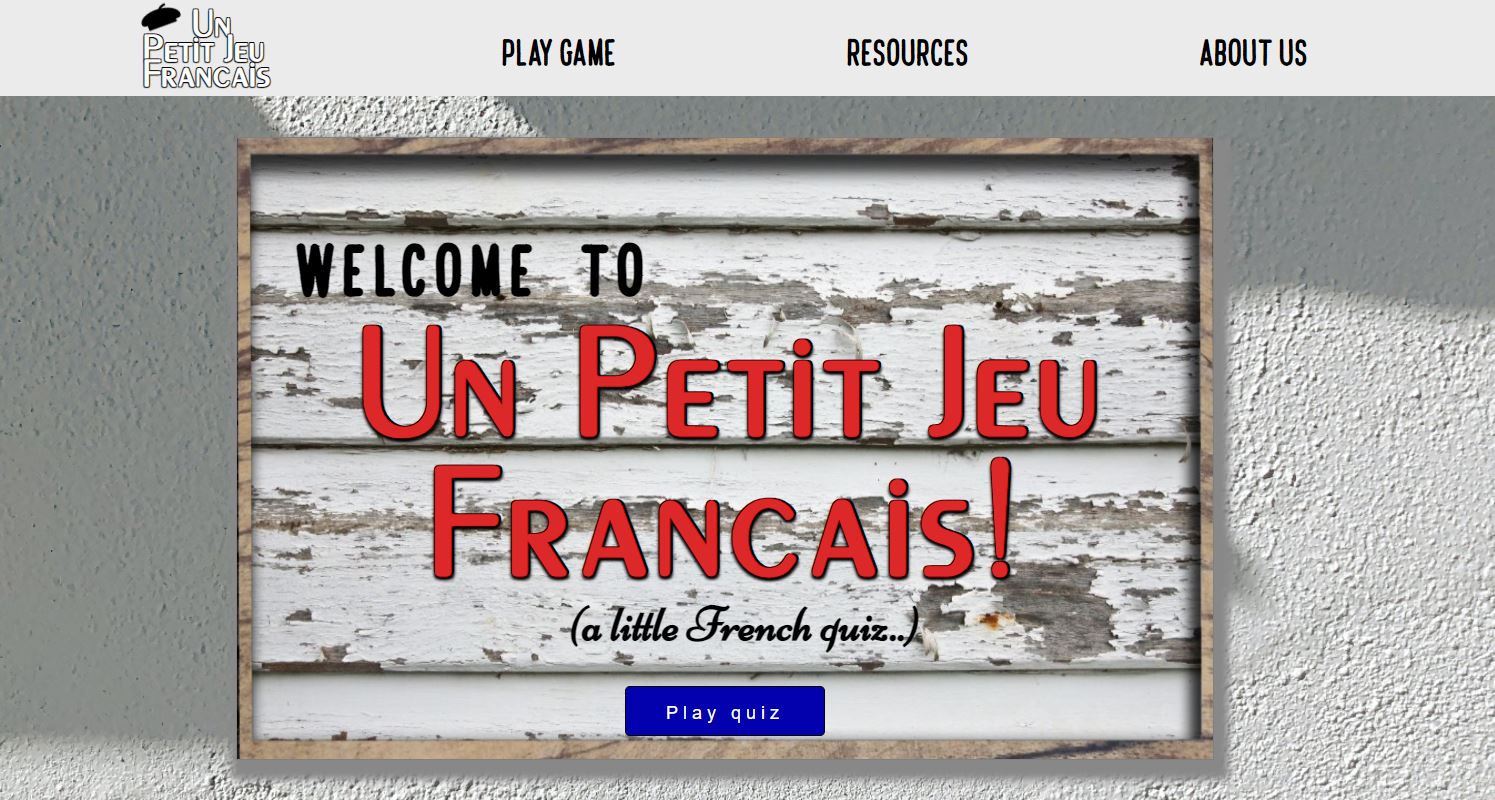 Un
Petit Jeu
Francais
PLAY GAME
RESOURCES
ABOUT US
WELCOME TO
Un Petit Jeu
Francais!
(a little French quiz..)
Play quiz